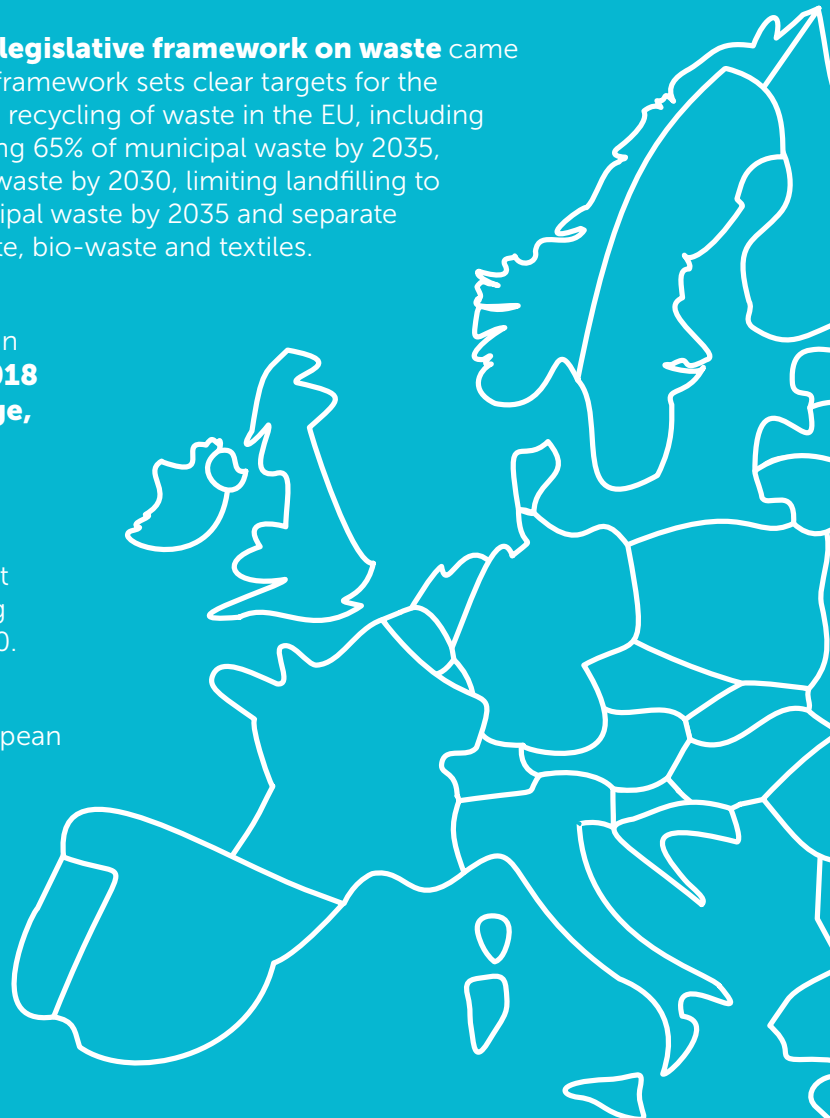 legislative framework on waste came
framework sets clear targets for the
recycling of waste in the EU, including
ng 65% of municipal waste by 2035,
waste by 2030, limiting landfilling to
ipal waste by 2035 and separate
te, bio-waste and textiles.
n
018
ge,
t
g
0.
pean